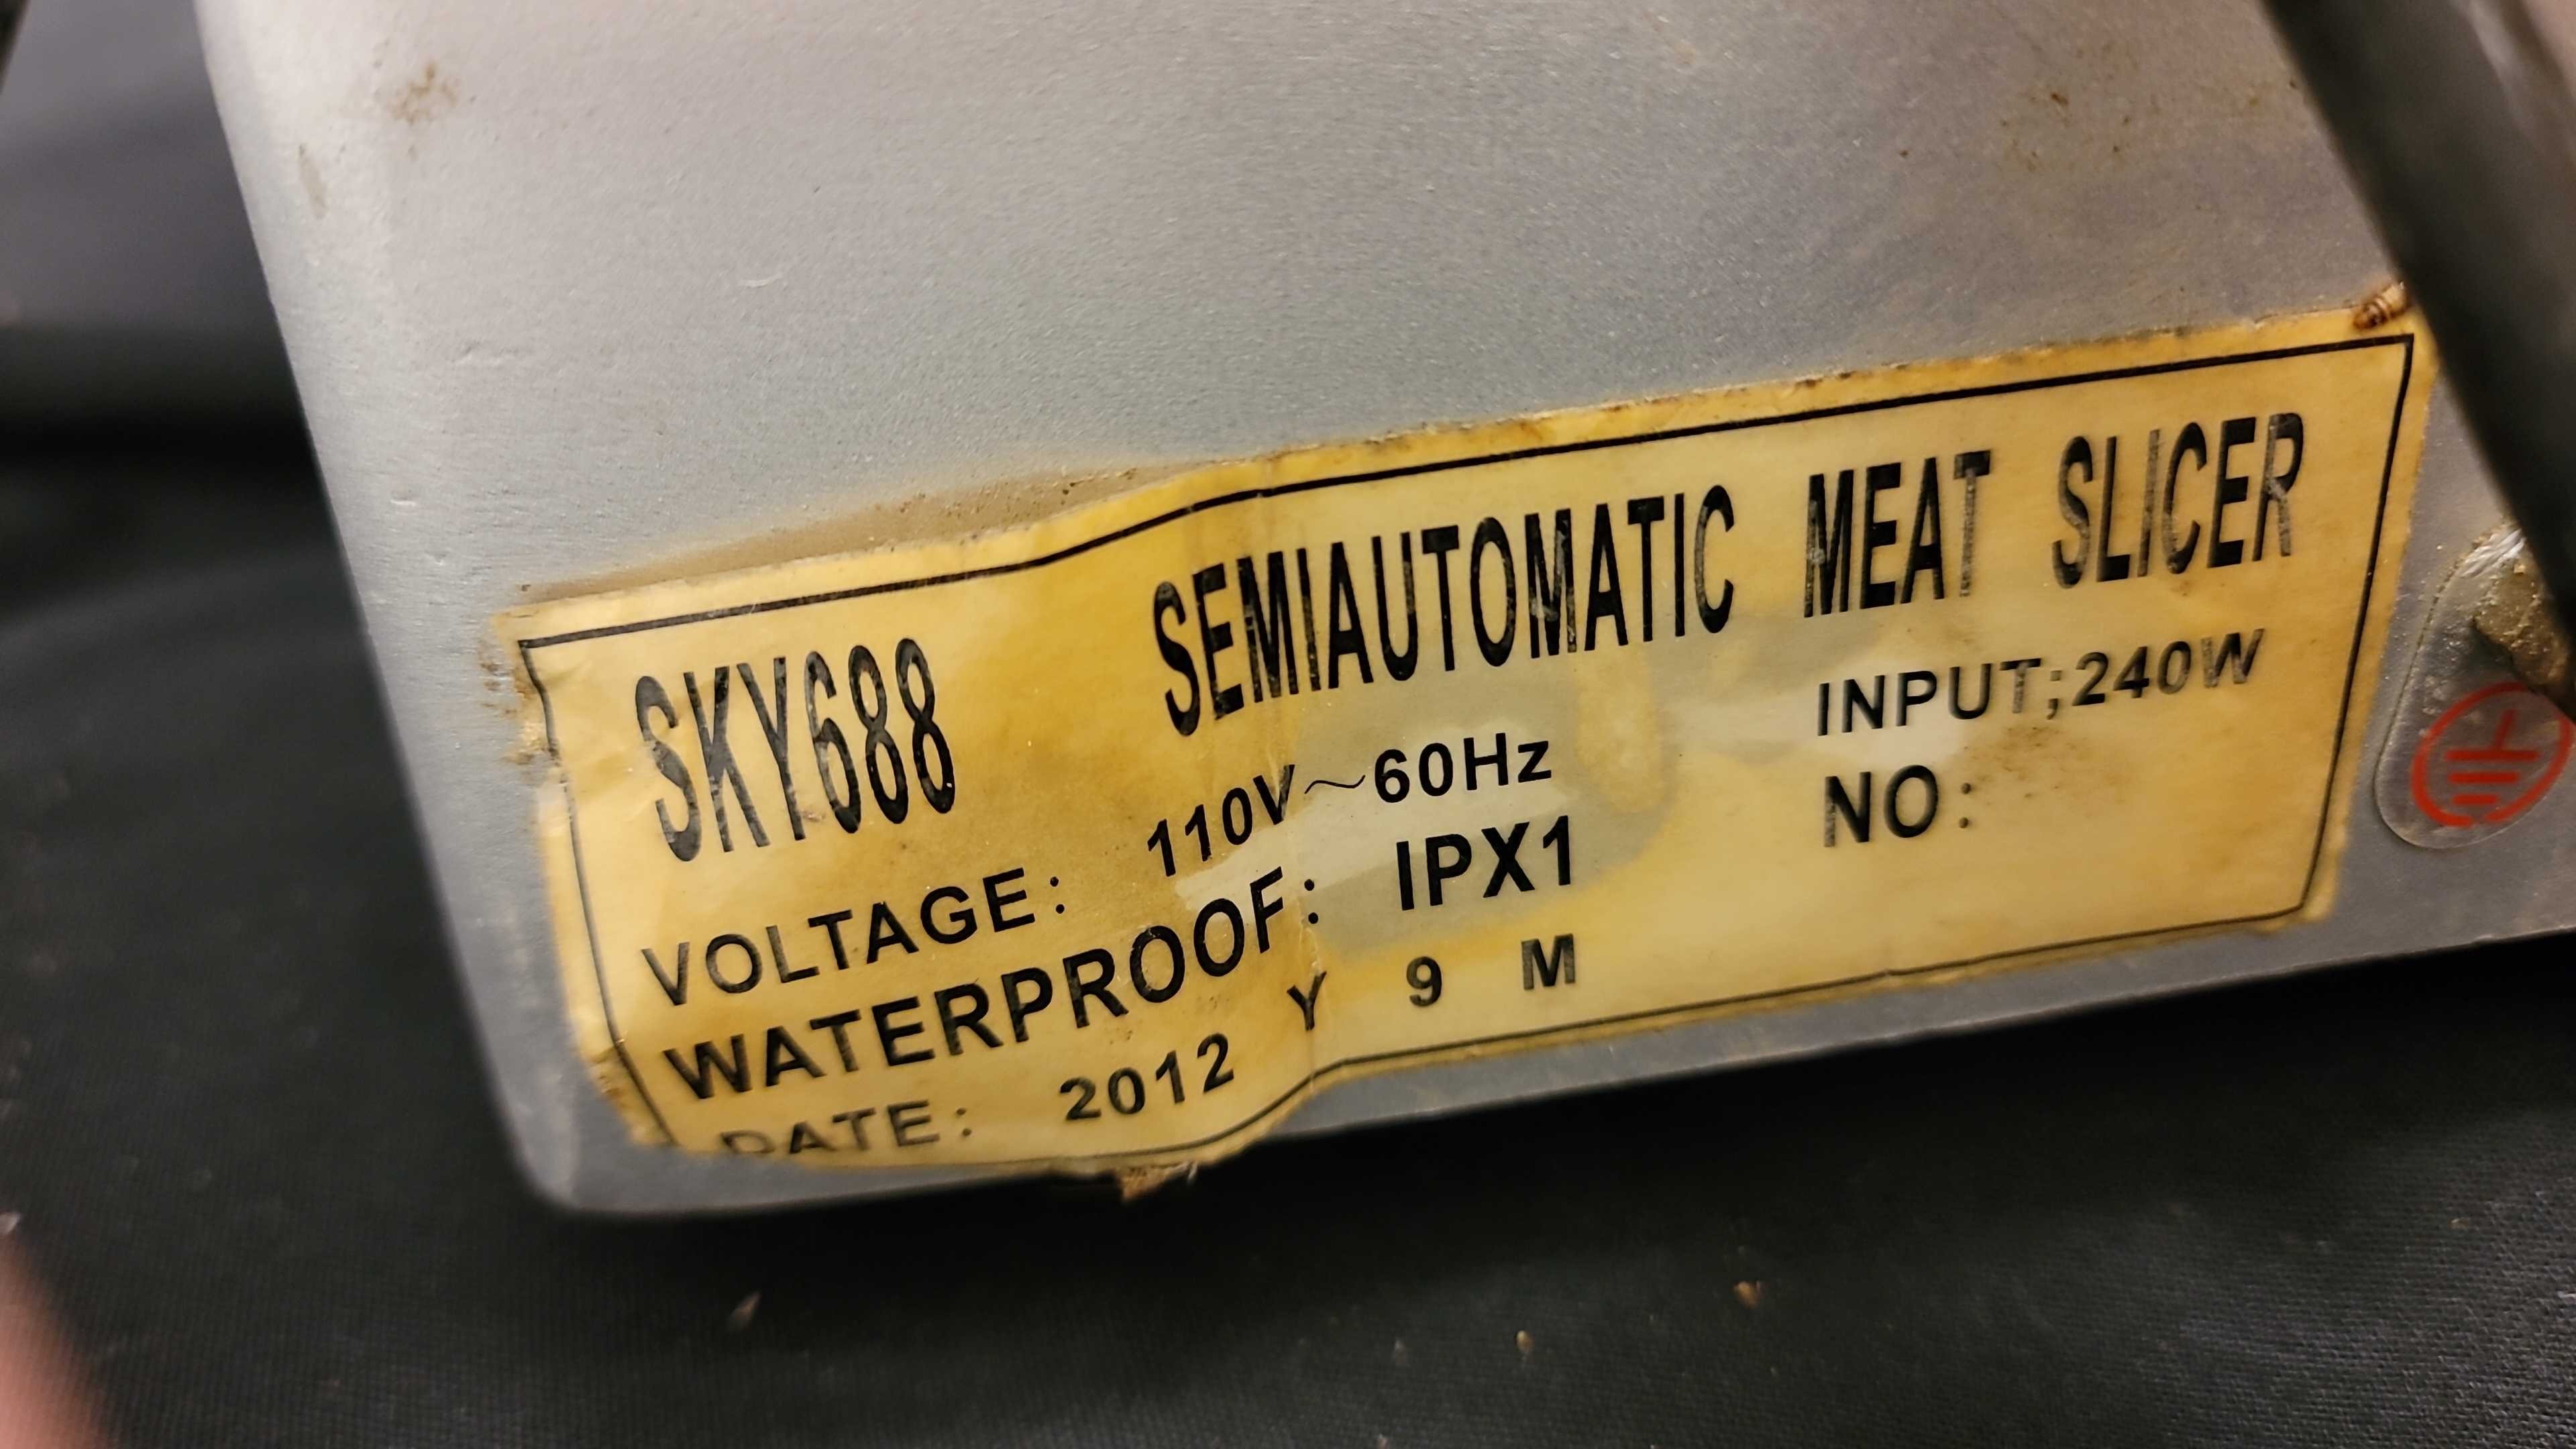 SKY688 SEMIAUTOMATIC MEAT SLICER
VOLTAGE: 110V~60Hz INPUT;240W
WATERPROOF: IPX1 NO:
DATE: 2012 Y 9 M